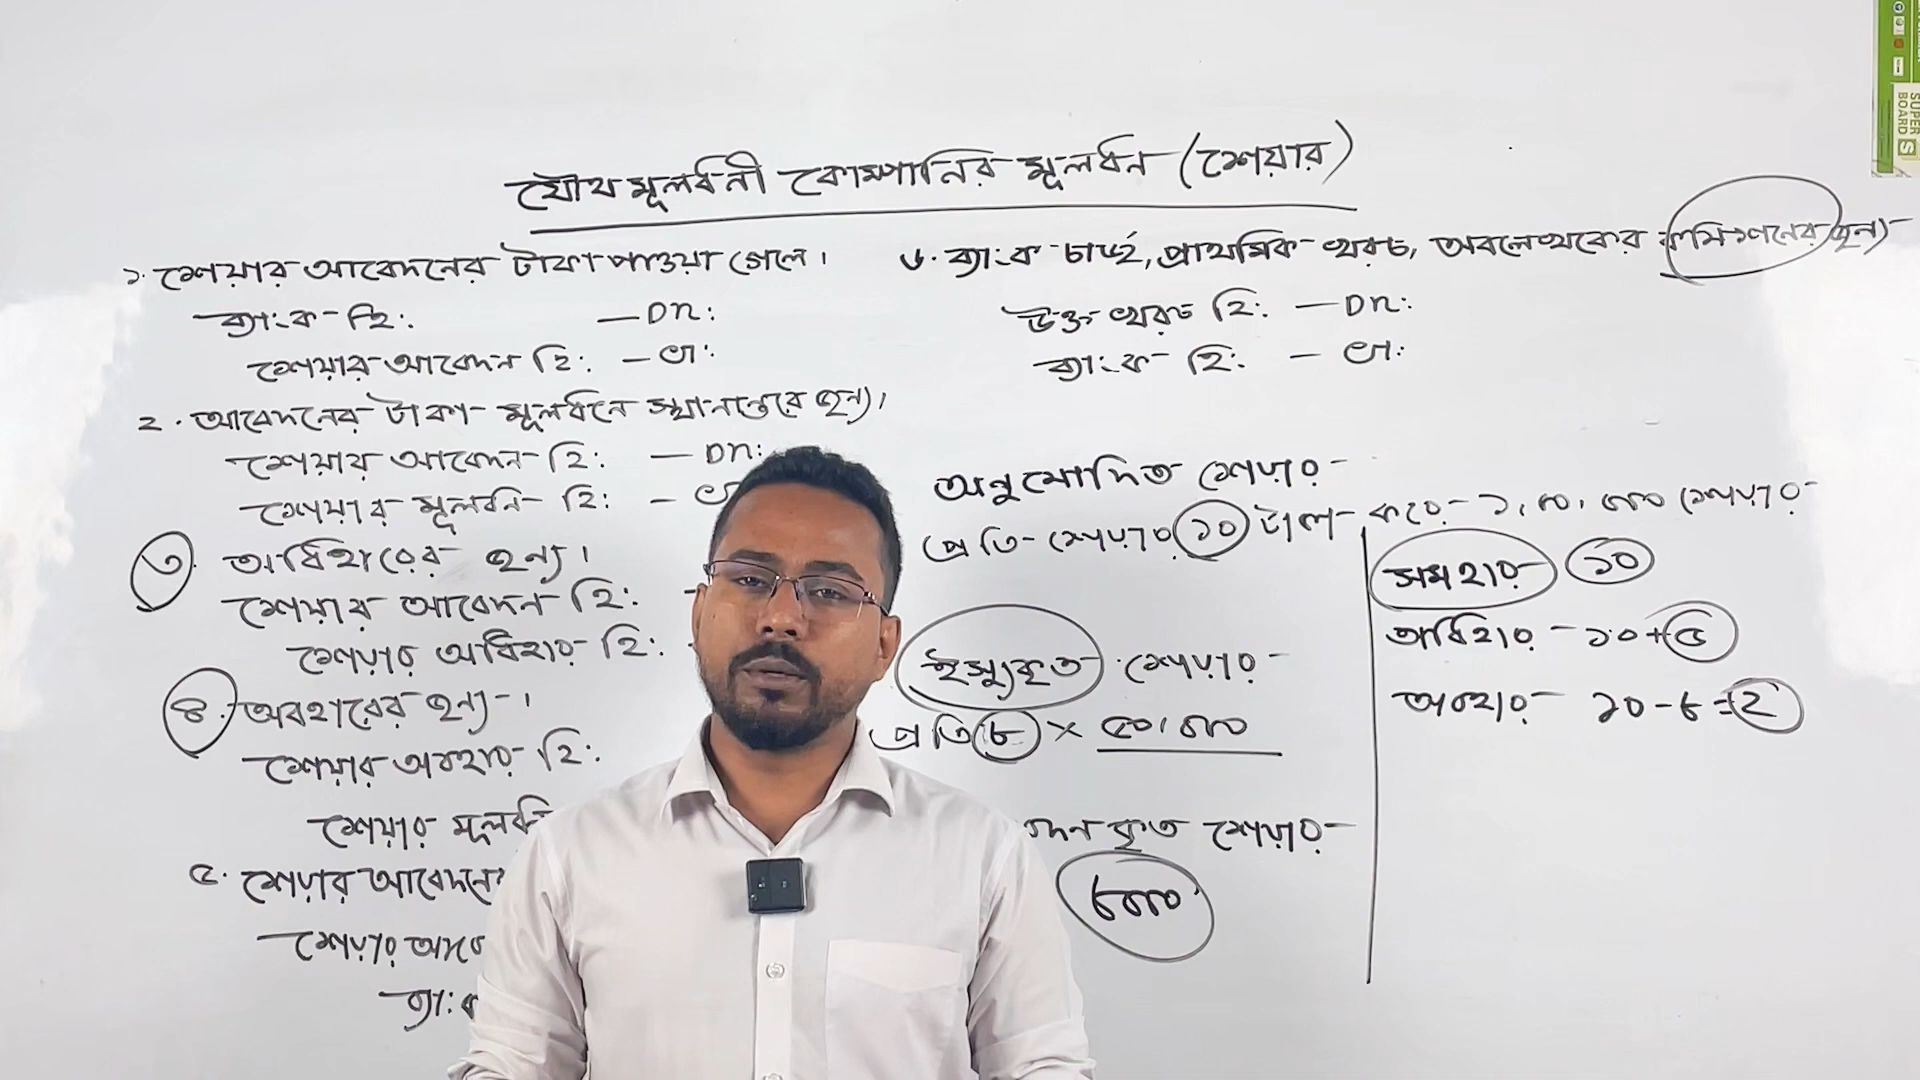 যৌথ মূলধনী কোম্পানির মূলধন (শেয়ার)
১. শেয়ার আবেদনের টাকা পাওয়া গেলে।
ব্যাংক হি: — Dr:
শেয়ার আবেদন হি: — Cr:
২. আবেদনের টাকা মূলধনে স্থানান্তরের জন্য।
শেয়ার আবেদন হি: — Dr:
শেয়ার মূলধন হি: —
৩. অধিহারের জন্য।
শেয়ার আবেদন হি:
শেয়ার অধিহার হি:
৪. অবহারের জন্য।
শেয়ার অবহার হি:
শেয়ার
৫. শেয়ার
শেয়ার
৬. ব্যাংক চার্জ, প্রাথমিক খরচ, অবলেখকের কমিশনের জন্য
উক্ত খরচ হি: — Dr:
ব্যাংক হি: — Cr:
অনুমোদিত শেয়ার
প্রতি শেয়ার ১০ টাকা করে ১,০০,০০০ শেয়ার
ইস্যুকৃত শেয়ার
প্রতি ৮ × ৫০,০০০
শেয়ার
৮০০০
সমহার ১০
অধিহার ১০+৫
অবহার ১০-৮=২
SUPER
BOARD S